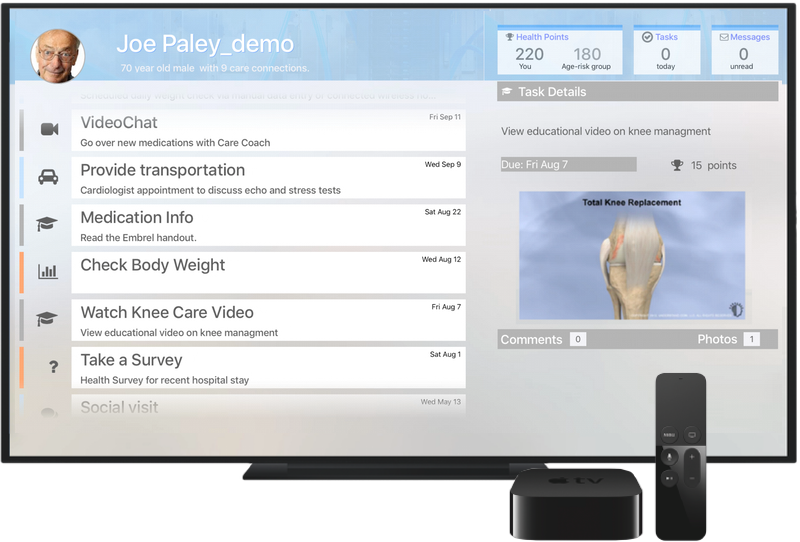 Joe Paley_demo
70 year old male with 9 care connections.
Health Points
220
180
You
Age-risk group
Tasks
0
today
Messages
0
unread
VideoChat
Fri Sep 11
Go over new medications with Care Coach
Provide transportation
Wed Sep 9
Cardiologist appointment to discuss echo and stress tests
Medication Info
Sat Aug 22
Read the Embrel handout.
Check Body Weight
Wed Aug 12
Watch Knee Care Video
Fri Aug 7
View educational video on knee managment
Take a Survey
Sat Aug 1
?
Health Survey for recent hospital stay
Social visit
Wed May 13
Task Details
View educational video on knee managment
Due: Fri Aug 7
15 points
Total Knee Replacement
Comments 0
Photos 1
MENU
tv